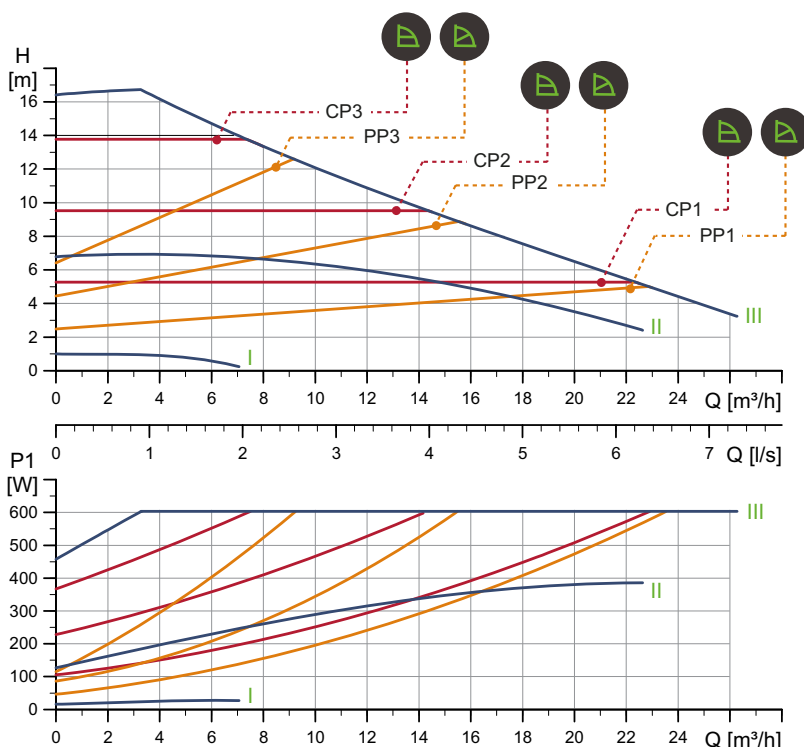 H
[m]
16
14
12
10
8
6
4
2
0
CP3
PP3
CP2
PP2
CP1
PP1
I
II
III
0 2 4 6 8 10 12 14 16 18 20 22 24
Q [m³/h]
0 1 2 3 4 5 6 7 Q [l/s]
P1
[W]
600
500
400
300
200
100
0
III
II
I
0 2 4 6 8 10 12 14 16 18 20 22 24
Q [m³/h]